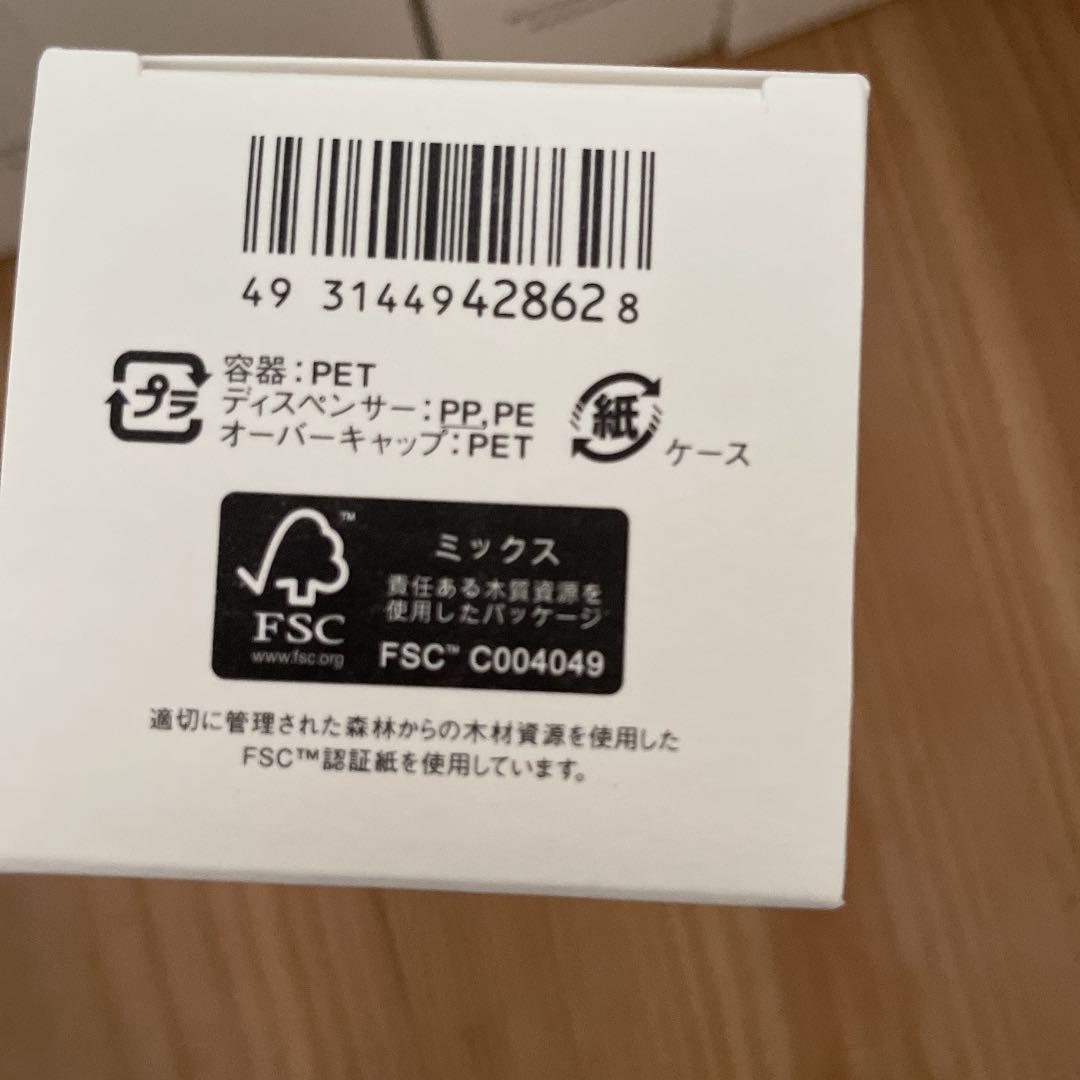 49 314494 28628
プラ
容器：PET
ディスペンサー：PP,PE
オーバーキャップ：PET
紙
ケース
™
FSC
www.fsc.org
ミックス
責任ある木質資源を
使用したパッケージ
FSC™ C004049
適切に管理された森林からの木材資源を使用した
FSC™認証紙を使用しています。